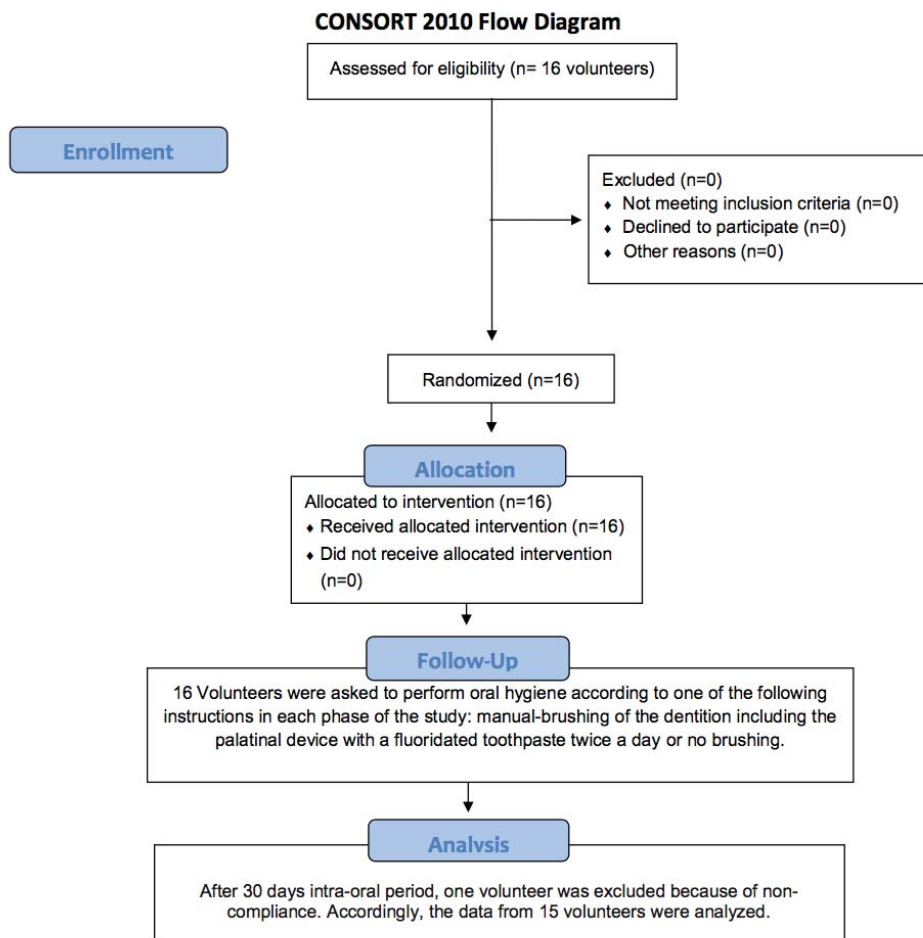 CONSORT 2010 Flow Diagram
Assessed for eligibility (n= 16 volunteers)
Enrollment
Excluded (n=0)
♦ Not meeting inclusion criteria (n=0)
♦ Declined to participate (n=0)
♦ Other reasons (n=0)
Randomized (n=16)
Allocation
Allocated to intervention (n=16)
♦ Received allocated intervention (n=16)
♦ Did not receive allocated intervention
(n=0)
Follow-Up
16 Volunteers were asked to perform oral hygiene according to one of the following
instructions in each phase of the study: manual-brushing of the dentition including the
palatinal device with a fluoridated toothpaste twice a day or no brushing.
Analysis
After 30 days intra-oral period, one volunteer was excluded because of non-
compliance. Accordingly, the data from 15 volunteers were analyzed.